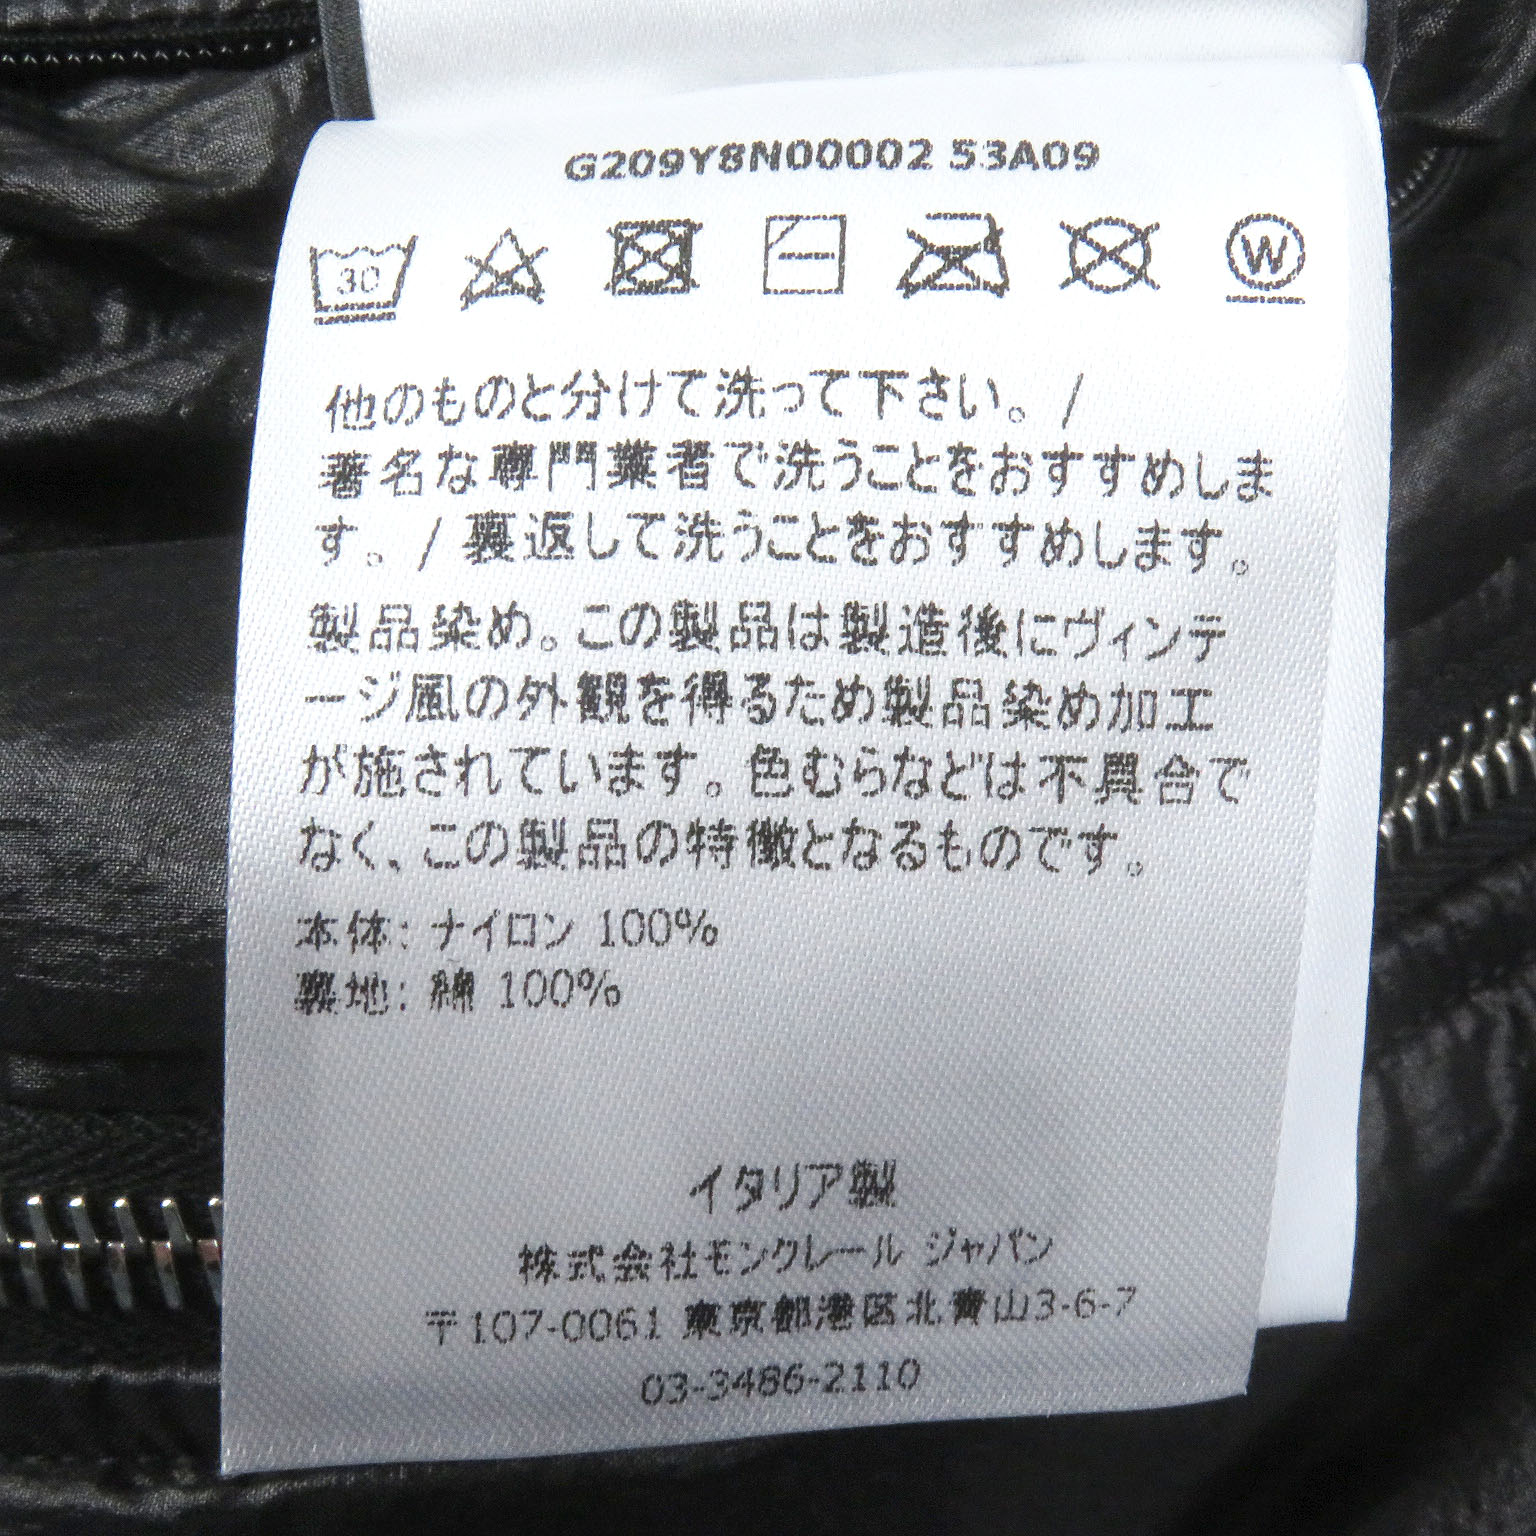 G209Y8N00002 53A09
30
W
他のものと分けて洗って下さい。/
著名な専門業者で洗うことをおすすめしま
す。/ 裏返して洗うことをおすすめします。
製品染め。この製品は製造後にヴィンテ
ージ風の外観を得るため製品染め加工
が施されています。色むらなどは不具合で
なく、この製品の特徴となるものです。
本体: ナイロン 100%
裏地: 綿 100%
イタリア製
株式会社モンクレール ジャパン
〒107-0061 東京都港区北青山3-6-7
03-3486-2110